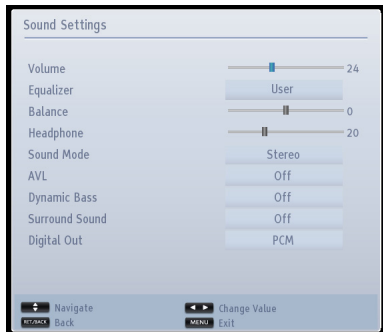 Sound Settings
Volume 24
Equalizer User
Balance 0
Headphone 20
Sound Mode Stereo
AVL Off
Dynamic Bass Off
Surround Sound Off
Digital Out PCM
Navigate Change Value
RET/BACK Back MENU Exit